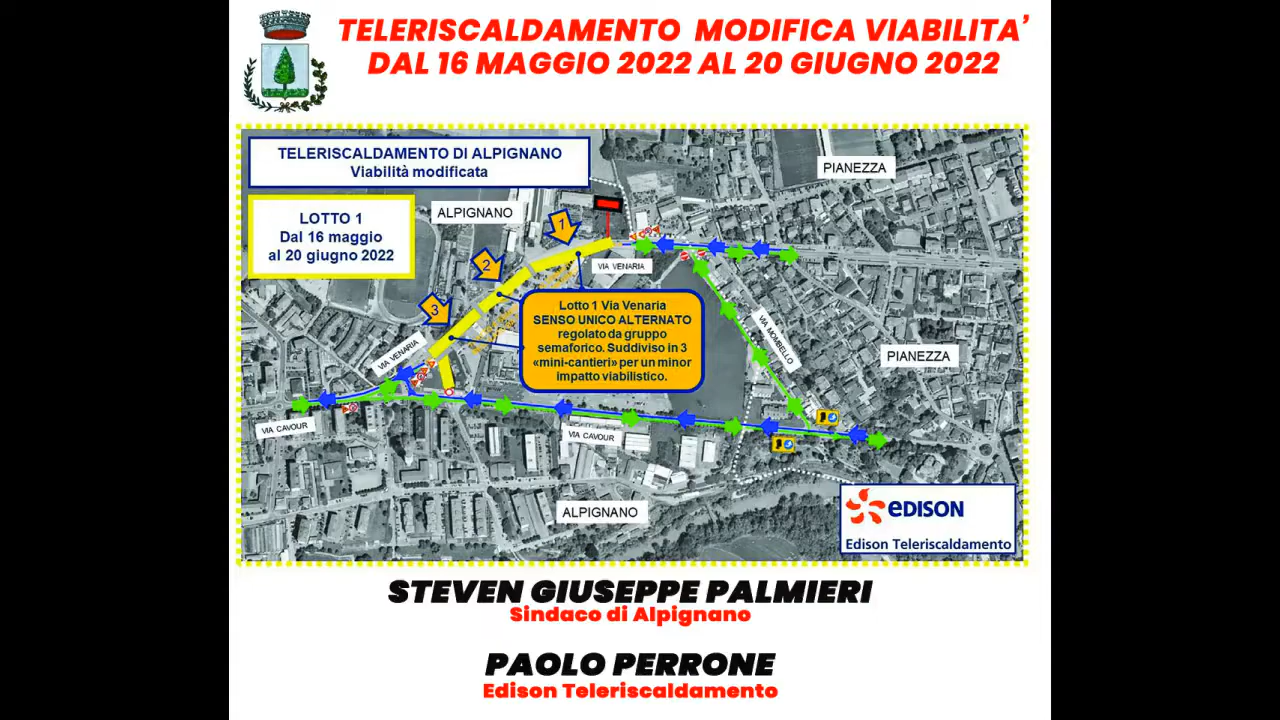 TELERISCALDAMENTO MODIFICA VIABILITA'
DAL 16 MAGGIO 2022 AL 20 GIUGNO 2022
TELERISCALDAMENTO DI ALPIGNANO
Viabilità modificata
PIANEZZA
LOTTO 1
Dal 16 maggio
al 20 giugno 2022
ALPIGNANO
1
2
3
VIA VENARIA
Lotto 1 Via Venaria
SENSO UNICO ALTERNATO
regolato da gruppo
semaforico. Suddiviso in 3
«mini-cantieri» per un minor
impatto viabilistico.
VIA MOMBELLO
VIA VENARIA
PIANEZZA
VIA CAVOUR
VIA CAVOUR
ALPIGNANO
eDISON
Edison Teleriscaldamento
STEVEN GIUSEPPE PALMIERI
Sindaco di Alpignano
PAOLO PERRONE
Edison Teleriscaldamento